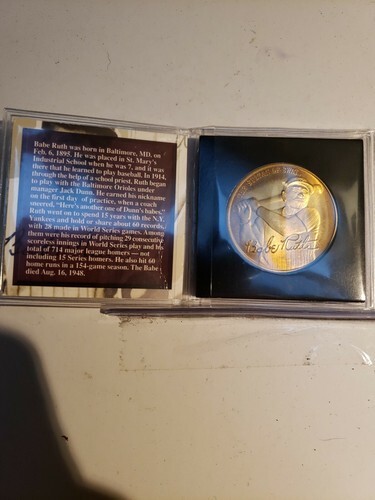 Babe Ruth was born in Baltimore, MD. on
Feb. 6, 1895. He was placed in St. Mary's
Industrial School when he was 7, and it was
there that he learned to play baseball. In 1914,
through the help of a school priest, Ruth began
to play with the Baltimore Orioles under
manager Jack Dunn. He earned his nickname
on the first day of practice, when a coach
sneered, "Here's another one of Dunn's babes."
Ruth went on to spend 15 years with the N.Y.
Yankees and hold or share about 60 records,
with 28 made in World Series games. Among
them were his record of pitching 29 consecutive
scoreless innings in World Series play and his
total of 714 major league homers — not
including 15 Series homers. He also hit 60
home runs in a 154-game season. The Babe
died Aug. 16, 1948.
Babe Ruth